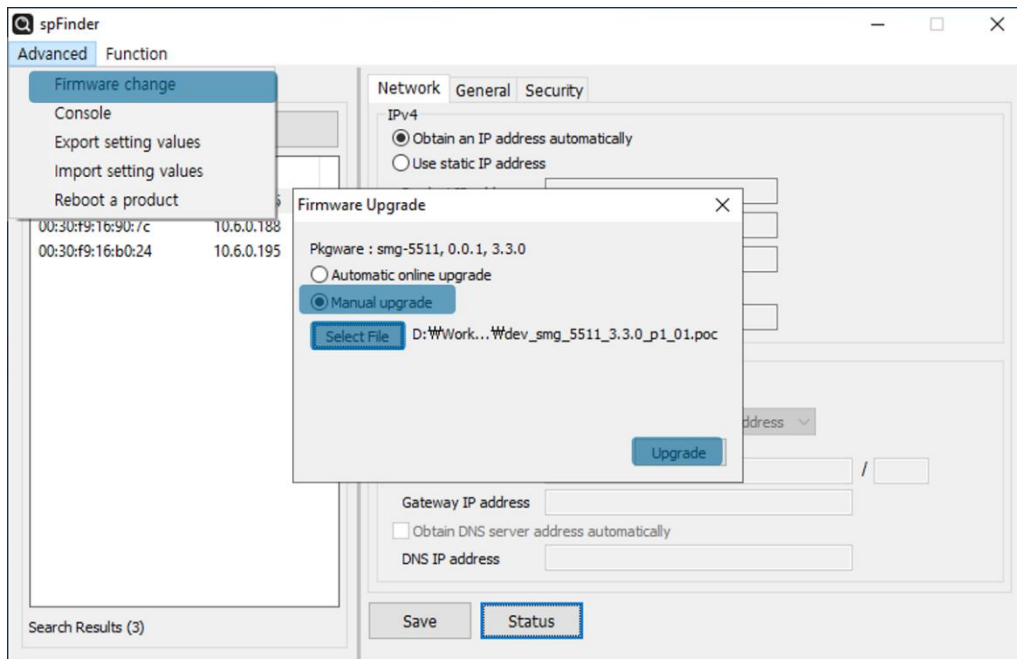 spFinder
Advanced Function
Firmware change
Console
Export setting values
Import setting values
Reboot a product
00:30:f9:16:90:7c 10.6.0.188
00:30:f9:16:b0:24 10.6.0.195
Search Results (3)
Network General Security
IPv4
Obtain an IP address automatically
Use static IP address
Firmware Upgrade
Pkgware : smg-5511, 0.0.1, 3.3.0
Automatic online upgrade
Manual upgrade
Select File D:₩Work...₩dev_smg_5511_3.3.0_p1_01.poc
Upgrade
ddress
/
Gateway IP address
Obtain DNS server address automatically
DNS IP address
Save Status